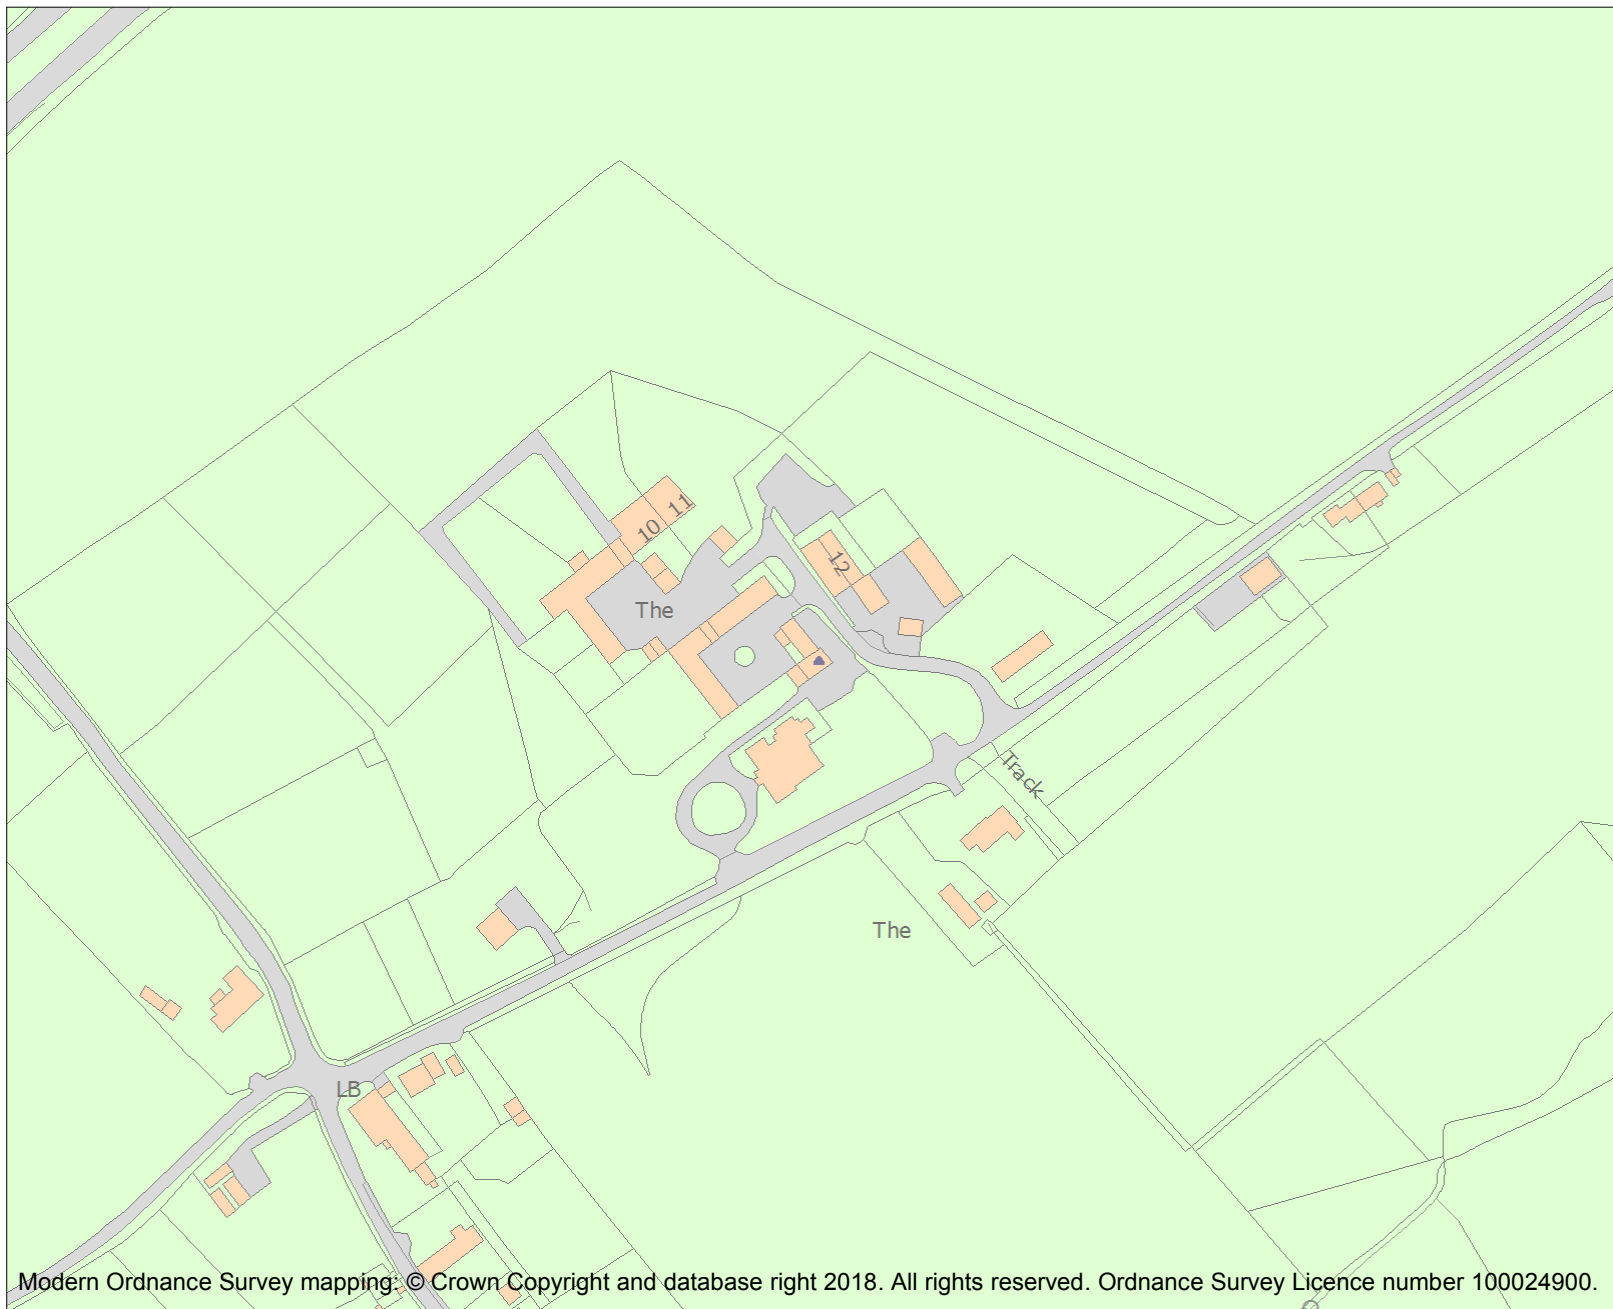 11
10
12
The
Track
The
LB
Modern Ordnance Survey mapping: © Crown Copyright and database right 2018. All rights reserved. Ordnance Survey Licence number 100024900.